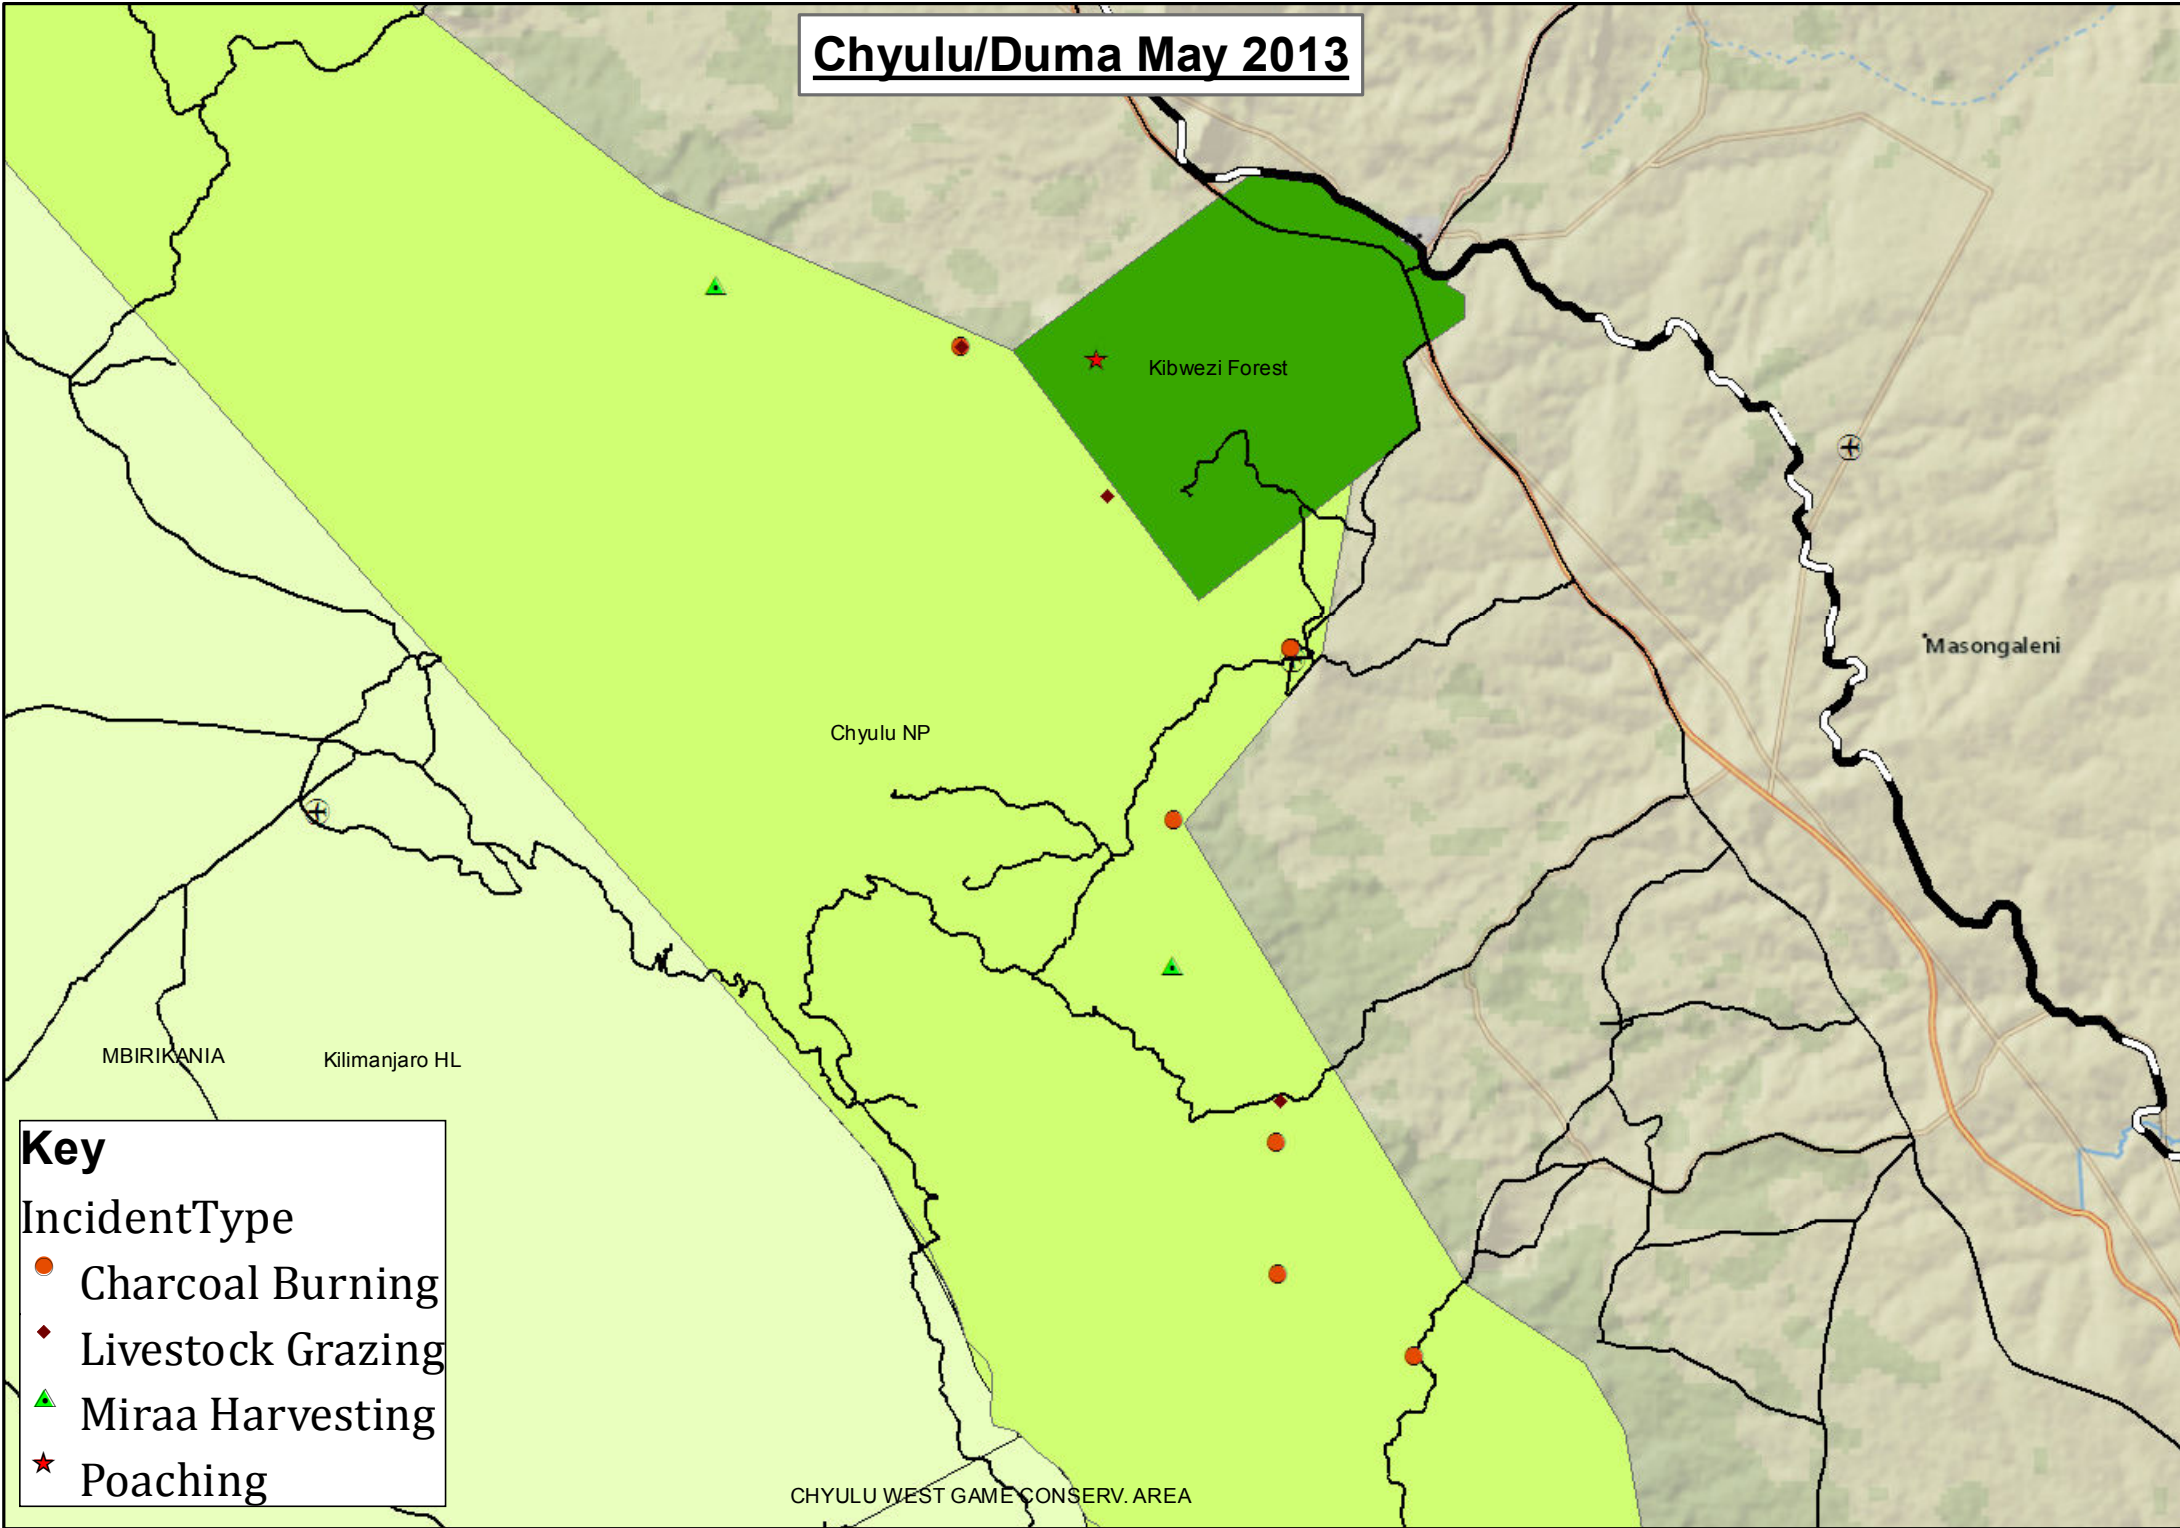 Chyulu/Duma May 2013
Kibwezi Forest
Masongaleni
Chyulu NP
MBIRIKANIA
Kilimanjaro HL
Key
IncidentType
Charcoal Burning
Livestock Grazing
Miraa Harvesting
Poaching
CHYULU WEST GAME CONSERV. AREA